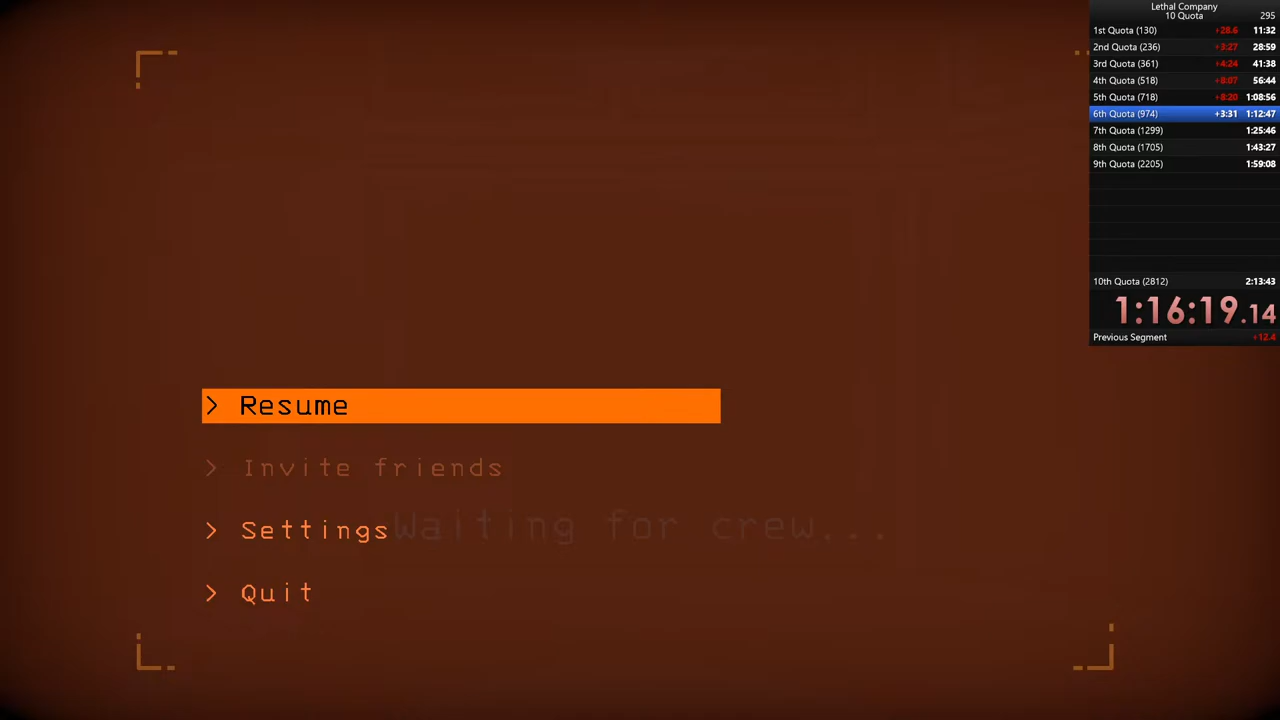 Lethal Company
10 Quota 295
1st Quota (130) +28.6 11:32
2nd Quota (236) +3:27 28:59
3rd Quota (361) +4:24 41:38
4th Quota (518) +8:07 56:44
5th Quota (718) +8:20 1:08:56
6th Quota (974) +3:31 1:12:47
7th Quota (1299) 1:25:46
8th Quota (1705) 1:43:27
9th Quota (2205) 1:59:08
10th Quota (2812) 2:13:43
1:16:19.14
Previous Segment +12.4
> Resume
> Invite friends
> Settings
Waiting for crew...
> Quit